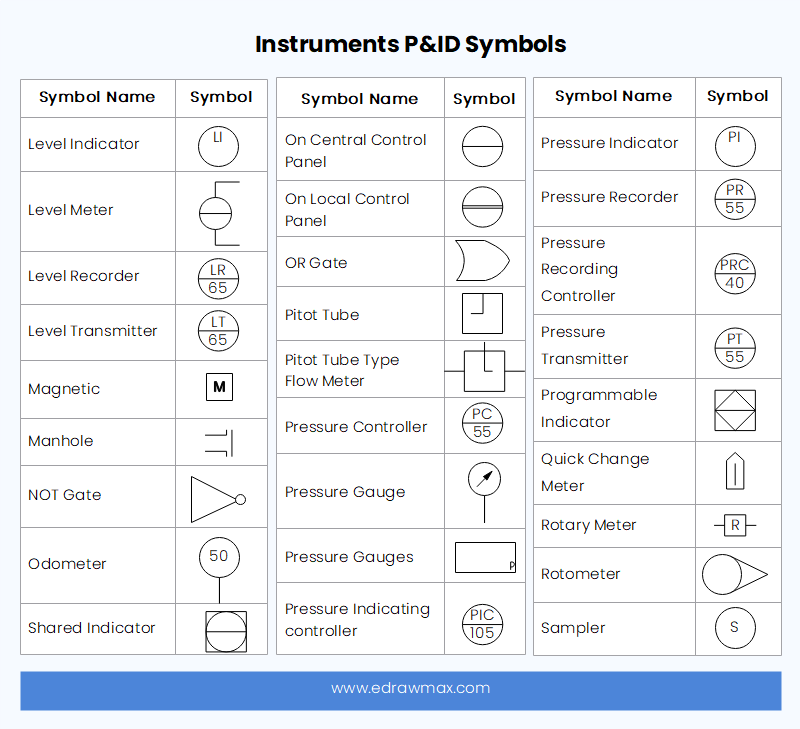 Instruments P&ID Symbols
Symbol Name Symbol
Level Indicator LI
Level Meter
Level Recorder LR
65
Level Transmitter LT
65
Magnetic M
Manhole
NOT Gate
Odometer 50
Shared Indicator
Symbol Name Symbol
On Central Control
Panel
On Local Control
Panel
OR Gate
Pitot Tube
Pitot Tube Type
Flow Meter
Pressure Controller PC
55
Pressure Gauge
Pressure Gauges P
Pressure Indicating PIC
controller 105
Symbol Name Symbol
Pressure Indicator PI
Pressure Recorder PR
55
Pressure
Recording PRC
Controller 40
Pressure PT
Transmitter 55
Programmable
Indicator
Quick Change
Meter
Rotary Meter R
Rotometer
Sampler S
www.edrawmax.com